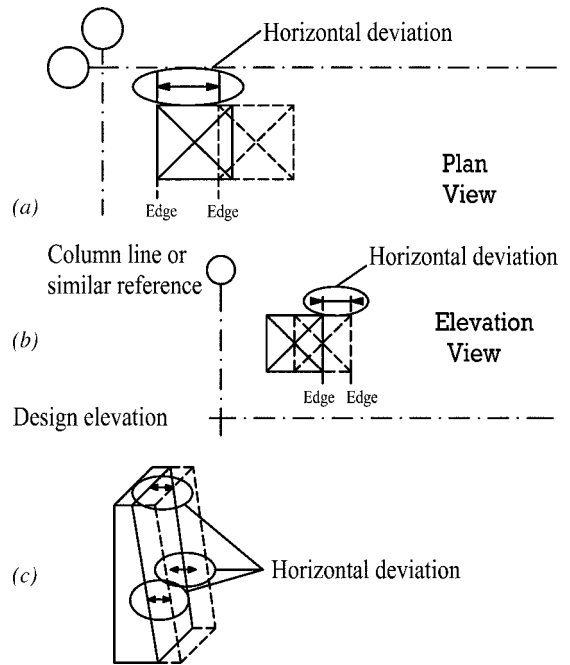 Horizontal deviation
Plan
View
(a)
Edge
Edge
Column line or
similar reference
Horizontal deviation
(b)
Elevation
View
Edge
Edge
Design elevation
(c)
Horizontal deviation